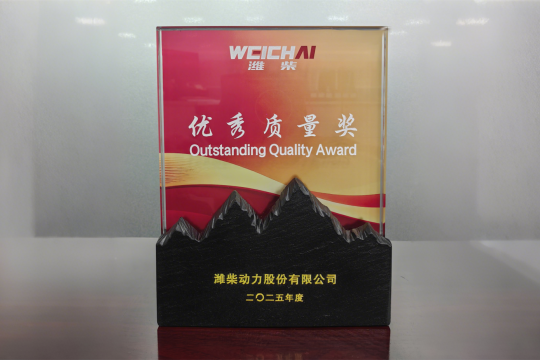 WEICHAI
潍柴
优秀质量奖
Outstanding Quality Award
潍柴动力股份有限公司
二〇二五年度